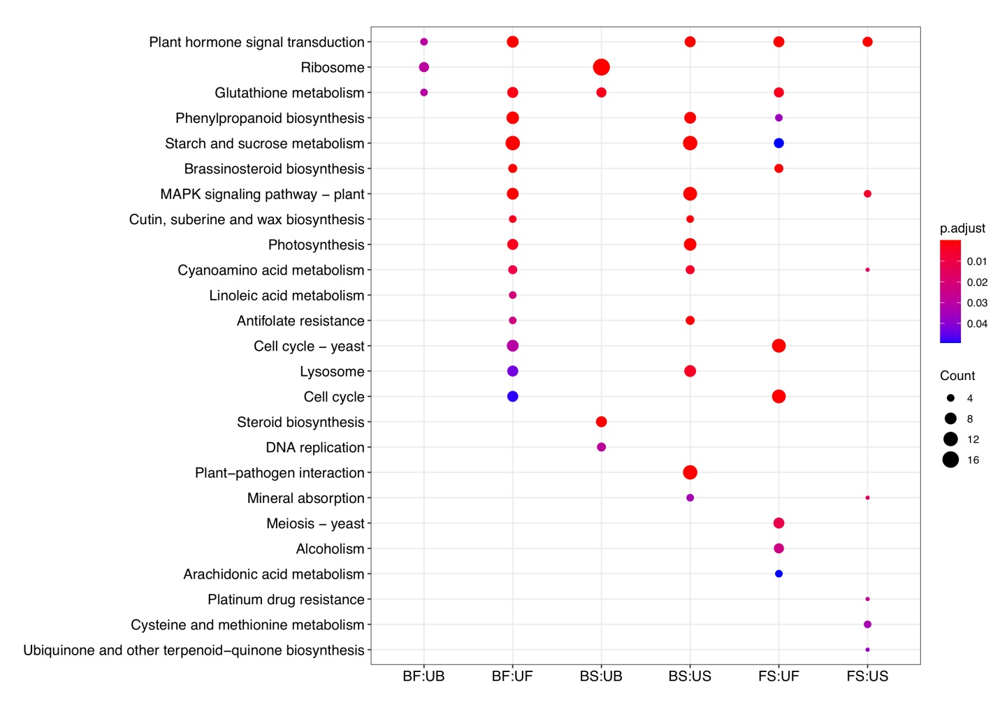 Plant hormone signal transduction
Ribosome
Glutathione metabolism
Phenylpropanoid biosynthesis
Starch and sucrose metabolism
Brassinosteroid biosynthesis
MAPK signaling pathway − plant
Cutin, suberine and wax biosynthesis
Photosynthesis
Cyanoamino acid metabolism
Linoleic acid metabolism
Antifolate resistance
Cell cycle − yeast
Lysosome
Cell cycle
Steroid biosynthesis
DNA replication
Plant−pathogen interaction
Mineral absorption
Meiosis − yeast
Alcoholism
Arachidonic acid metabolism
Platinum drug resistance
Cysteine and methionine metabolism
Ubiquinone and other terpenoid−quinone biosynthesis
BF:UB BF:UF BS:UB BS:US FS:UF FS:US
p.adjust
0.01
0.02
0.03
0.04
Count
4
8
12
16